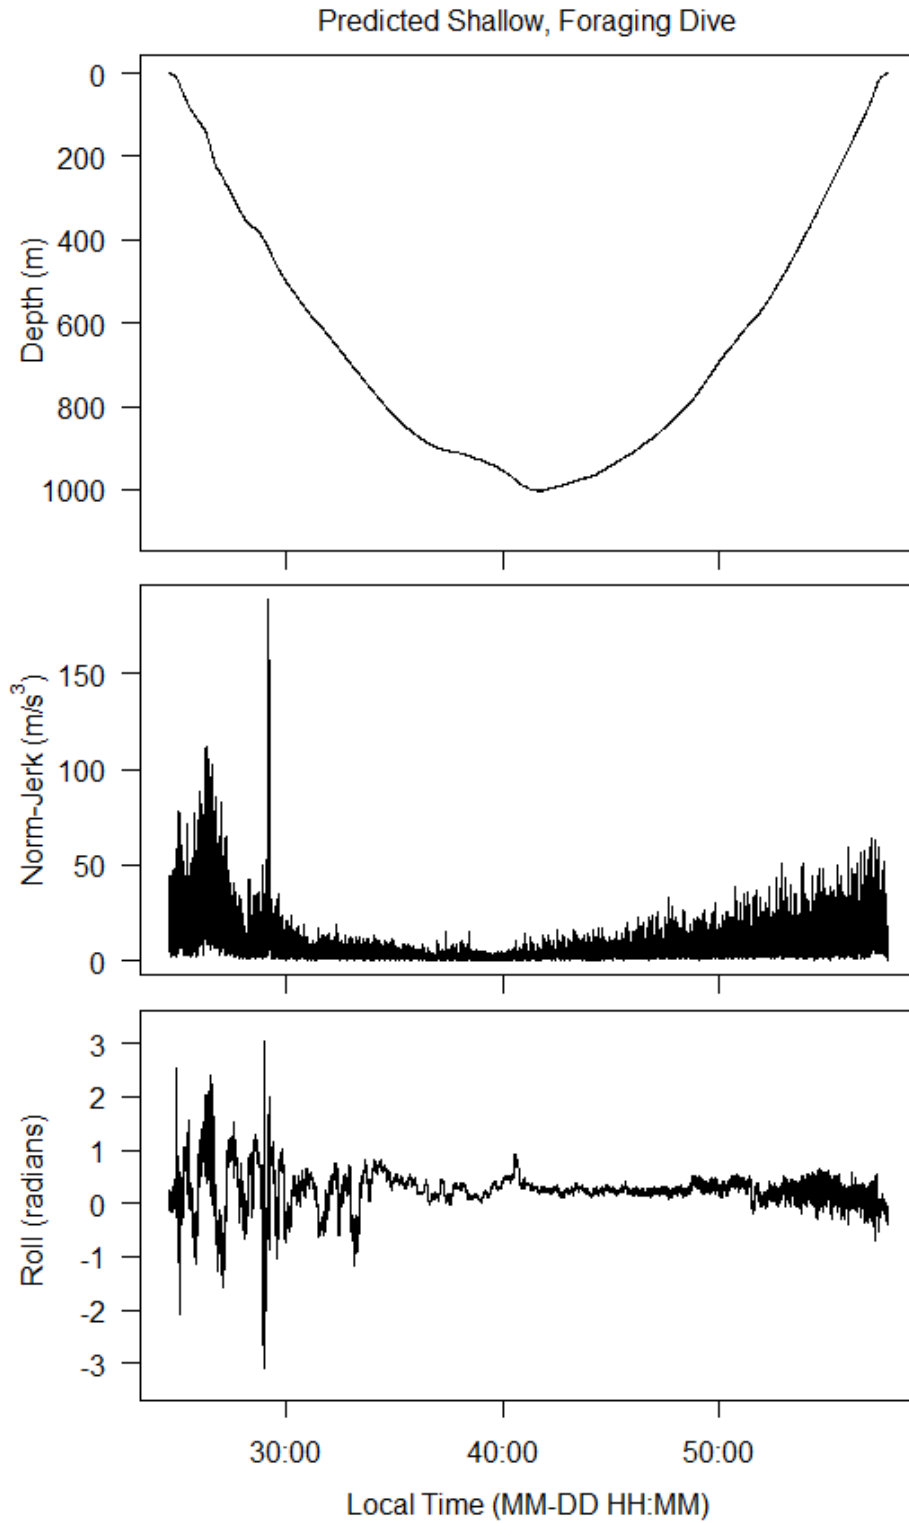 Predicted Shallow, Foraging Dive
0
200
400
600
800
1000
Depth (m)
150
100
50
0
Norm-Jerk (m/s³)
3
2
1
0
-1
-2
-3
Roll (radians)
30:00 40:00 50:00
Local Time (MM-DD HH:MM)